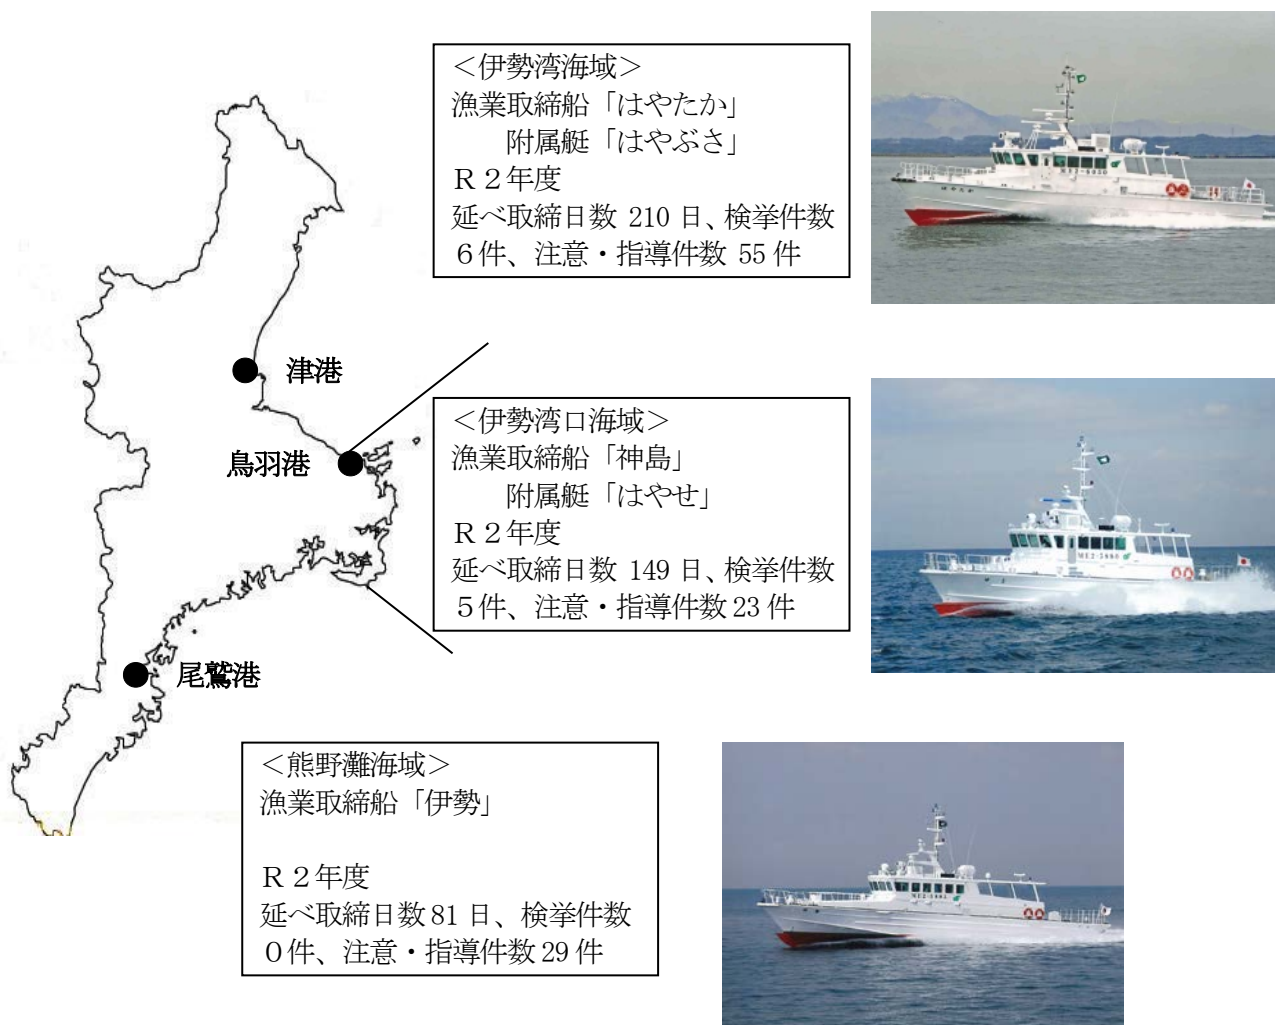 <伊勢湾海域>
漁業取締船「はやたか」
附属艇「はやぶさ」
R２年度
延べ取締日数 210 日、検挙件数
６件、注意・指導件数 55 件
津港
<伊勢湾口海域>
漁業取締船「神島」
附属艇「はやせ」
R２年度
延べ取締日数 149 日、検挙件数
５件、注意・指導件数 23 件
鳥羽港
尾鷲港
<熊野灘海域>
漁業取締船「伊勢」
R２年度
延べ取締日数 81 日、検挙件数
０件、注意・指導件数 29 件